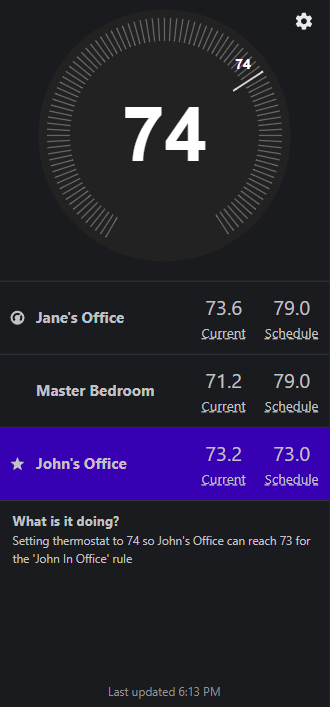 74
74
Jane's Office
73.6
Current
79.0
Schedule
Master Bedroom
71.2
Current
79.0
Schedule
John's Office
73.2
Current
73.0
Schedule
What is it doing?
Setting thermostat to 74 so John's Office can reach 73 for
the 'John In Office' rule
Last updated 6:13 PM